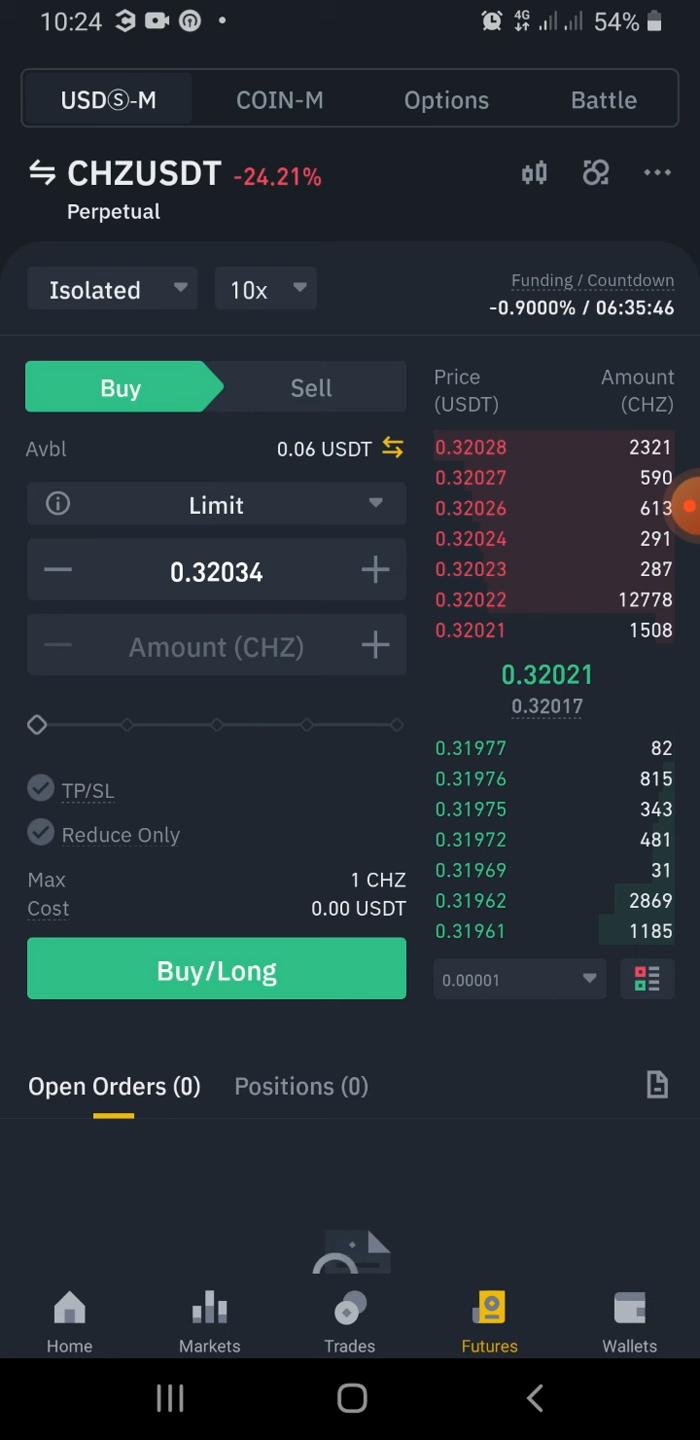 10:24 4G 54%
USDⓈ-M COIN-M Options Battle
CHZUSDT -24.21%
Perpetual
Isolated 10x
Funding / Countdown
-0.9000% / 06:35:46
Buy Sell
Avbl 0.06 USDT
Limit
0.32034
Amount (CHZ)
TP/SL
Reduce Only
Max 1 CHZ
Cost 0.00 USDT
Buy/Long
Price Amount
(USDT) (CHZ)
0.32028 2321
0.32027 590
0.32026 613
0.32024 291
0.32023 287
0.32022 12778
0.32021 1508
0.32021
0.32017
0.31977 82
0.31976 815
0.31975 343
0.31972 481
0.31969 31
0.31962 2869
0.31961 1185
0.00001
Open Orders (0) Positions (0)
Home Markets Trades Futures Wallets